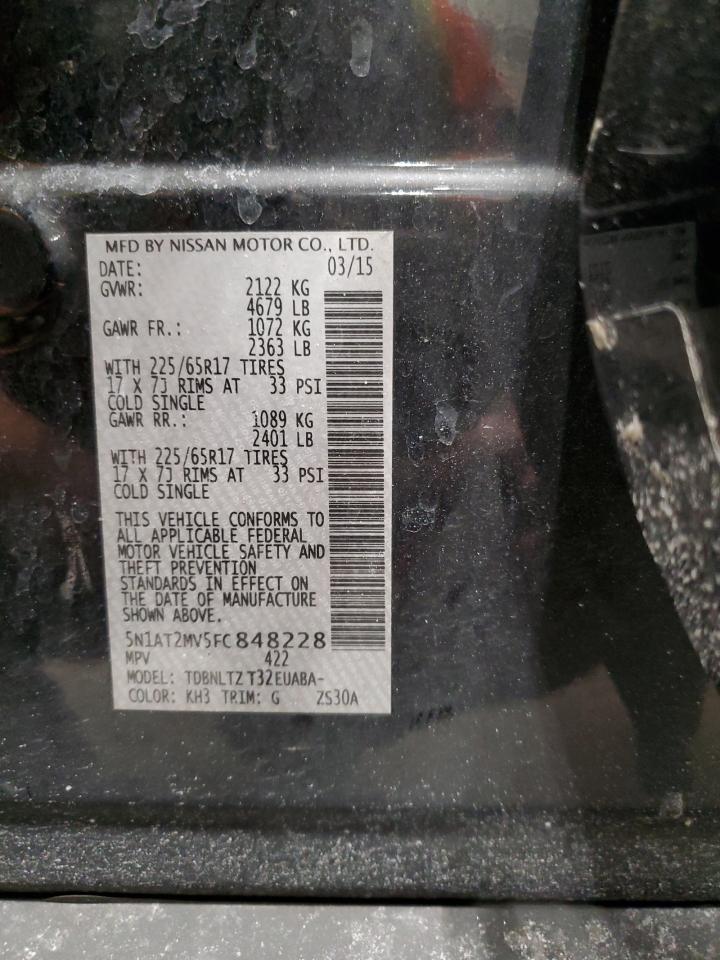 MFD BY NISSAN MOTOR CO., LTD.
DATE: 03/15
GVWR: 2122 KG
4679 LB
GAWR FR.: 1072 KG
2363 LB
WITH 225/65R17 TIRES
17 X 7J RIMS AT 33 PSI
COLD SINGLE
GAWR RR.: 1089 KG
2401 LB
WITH 225/65R17 TIRES
17 X 7J RIMS AT 33 PSI
COLD SINGLE
THIS VEHICLE CONFORMS TO
ALL APPLICABLE FEDERAL
MOTOR VEHICLE SAFETY AND
THEFT PREVENTION
STANDARDS IN EFFECT ON
THE DATE OF MANUFACTURE
SHOWN ABOVE.
5N1AT2MV5FC848228
MPV 422
MODEL: TDBNLTZ T32EUABA-
COLOR: KH3 TRIM: G ZS30A